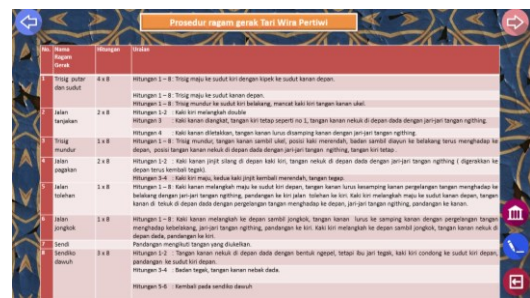 Prosedur ragam gerak Tari Wira Pertiwi
No. Nama Ragam Gerak Hitungan Uraian
1 Trisig putar dan sudut 4 x 8 Hitungan 1 – 8 : Trisig maju ke sudut kiri dengan kipek ke sudut kanan depan.
Hitungan 1 – 8 : Trisig maju ke sudut kanan depan.
Hitungan 1 – 8 : Trisig mundur ke sudut kiri belakang, mancat kaki kiri tangan kanan ukel.
2 Jalan tanjakan 2 x 8 Hitungan 1-2 : Kaki kiri melangkah double
Hitungan 3 : Kaki kanan diangkat, tangan kiri tetap seperti no 1, tangan kanan nekuk di depan dada dengan jari-jari tangan ngithing.
Hitungan 4 : Kaki kanan diletakkan, tangan kanan lurus disamping kanan dengan jari-jari tangan ngithing.
3 Trisig mundur 1 x 8 Hitungan 1 – 8 : Trisig mundur, tangan kanan sambil ukel, posisi kaki merendah, badan sambil diayun ke belakang terus menghadap ke
depan, posisi tangan kanan nekuk di depan dada dengan jari-jari tangan ngithing, tangan kiri tetap.
4 Jalan pagakan 2 x 8 Hitungan 1-2 : Kaki kanan jinjit silang di depan kaki kiri, tangan nekuk di depan dada dengan jari-jari tangan ngithing ( digerakkan ke
depan terus kembali tegak).
Hitungan 3-4 : Kaki kiri maju, kedua kaki jinjit kembali merendah, tangan tegap.
5 Jalan tolehan 1 x 8 Hitungan 1 – 8 : Kaki kanan melangkah maju ke sudut kiri depan, tangan kanan lurus kesamping kanan pergelangan tangan menghadap ke
belakang dengan jari-jari tangan ngithing, pandangan ke kiri jalan tolehan ke kiri. Kaki kiri melangkah maju ke sudut kanan depan, tangan
kanan di tekuk di depan dada dengan pergelangan tangan menghadap ke depan, jari-jari tangan ngithing, pandangan ke kanan.
6 Jalan jongkok 1 x 8 Hitungan 1 – 8 : Kaki kanan melangkah ke depan sambil jongkok, tangan kanan lurus ke samping kanan dengan pergelangan tangan
menghadap kebelakang, jari-jari tangan ngithing, pandangan ke kiri. Kaki kiri melangkah ke depan sambil jongkok, tangan kanan nekuk di
depan dada, pandangan ke kiri.
7 Sendi Pandangan mengikuti tangan yang diukelkan.
8 Sendiko dawuh 3 x 8 Hitungan 1-2 : Tangan kanan nekuk di depan dada dengan bentuk ngepel, tetapi ibu jari tegak, kaki kiri condong ke sudut kiri depan,
pandangan ke sudut kiri depan.
Hitungan 3-4 : Badan tegak, tangan kanan nebak dada.
Hitungan 5-6 : Kembali pada sendiko dawuh